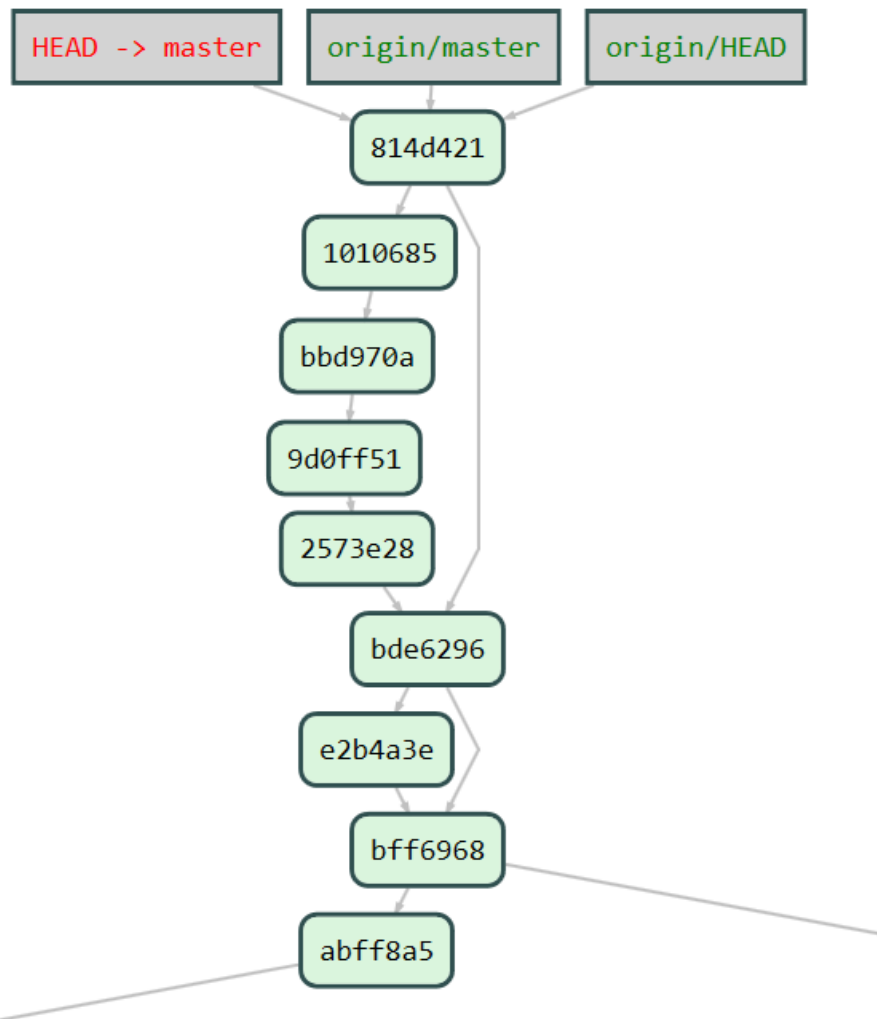 HEAD -> master
origin/master
origin/HEAD
814d421
1010685
bbd970a
9d0ff51
2573e28
bde6296
e2b4a3e
bff6968
abff8a5